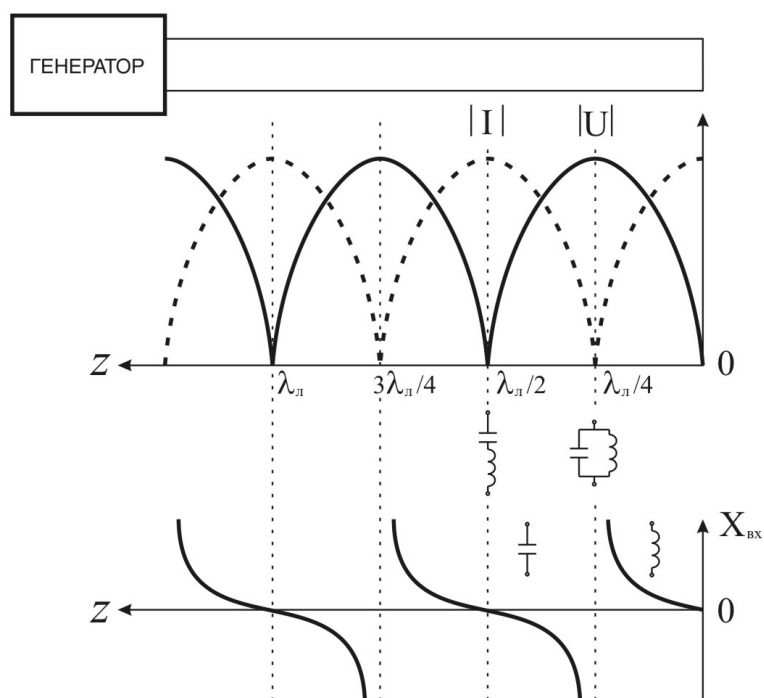 ГЕНЕРАТОР
|I| |U|
z 0
λл 3λл/4 λл/2 λл/4
Xвх
z 0